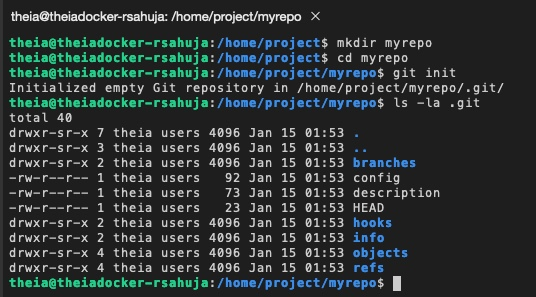 theia@theiadocker-rsahuja: /home/project/myrepo ×
theia@theiadocker-rsahuja:/home/project$ mkdir myrepo
theia@theiadocker-rsahuja:/home/project$ cd myrepo
theia@theiadocker-rsahuja:/home/project/myrepo$ git init
Initialized empty Git repository in /home/project/myrepo/.git/
theia@theiadocker-rsahuja:/home/project/myrepo$ ls -la .git
total 40
drwxr-sr-x 7 theia users 4096 Jan 15 01:53 .
drwxr-sr-x 3 theia users 4096 Jan 15 01:53 ..
drwxr-sr-x 2 theia users 4096 Jan 15 01:53 branches
-rw-r--r-- 1 theia users   92 Jan 15 01:53 config
-rw-r--r-- 1 theia users   73 Jan 15 01:53 description
-rw-r--r-- 1 theia users   23 Jan 15 01:53 HEAD
drwxr-sr-x 2 theia users 4096 Jan 15 01:53 hooks
drwxr-sr-x 2 theia users 4096 Jan 15 01:53 info
drwxr-sr-x 4 theia users 4096 Jan 15 01:53 objects
drwxr-sr-x 4 theia users 4096 Jan 15 01:53 refs
theia@theiadocker-rsahuja:/home/project/myrepo$